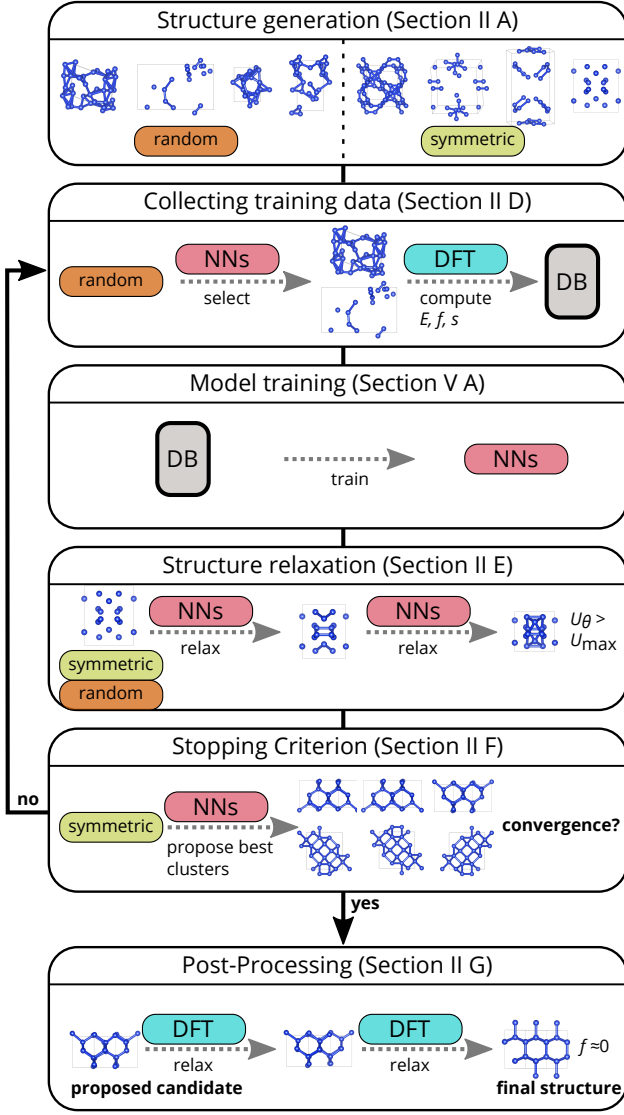 Structure generation (Section II A)
random
symmetric
Collecting training data (Section II D)
random
NNs
select
DFT
compute
E, f, s
DB
Model training (Section V A)
DB
train
NNs
Structure relaxation (Section II E)
symmetric
random
NNs
relax
NNs
relax
Uθ >
Umax
Stopping Criterion (Section II F)
no
symmetric
NNs
propose best
clusters
convergence?
yes
Post-Processing (Section II G)
DFT
relax
DFT
relax
f ≈0
proposed candidate
final structure